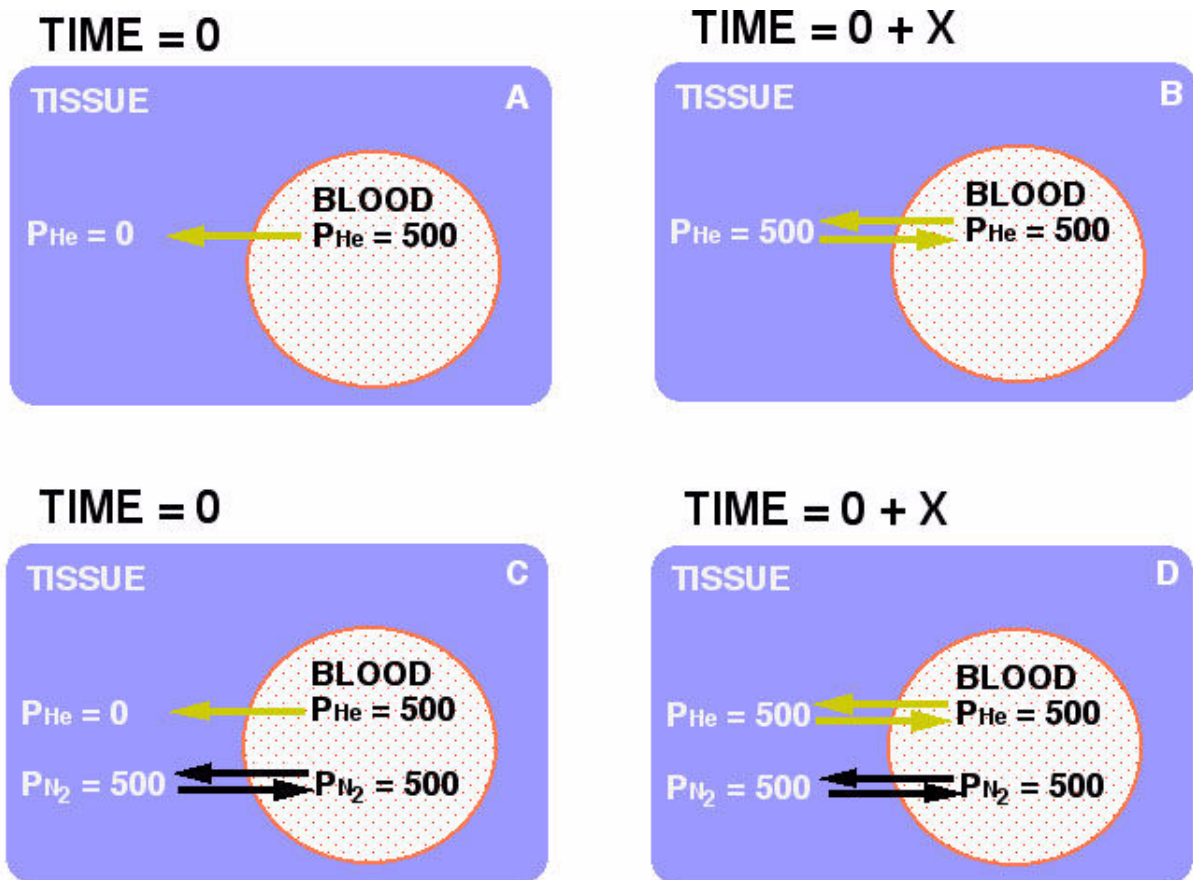 TIME = 0
TISSUE
A
BLOOD
PHe = 0
PHe = 500
TIME = 0 + X
TISSUE
B
BLOOD
PHe = 500
PHe = 500
TIME = 0
TISSUE
C
BLOOD
PHe = 0
PHe = 500
PN2 = 500
PN2 = 500
TIME = 0 + X
TISSUE
D
BLOOD
PHe = 500
PHe = 500
PN2 = 500
PN2 = 500